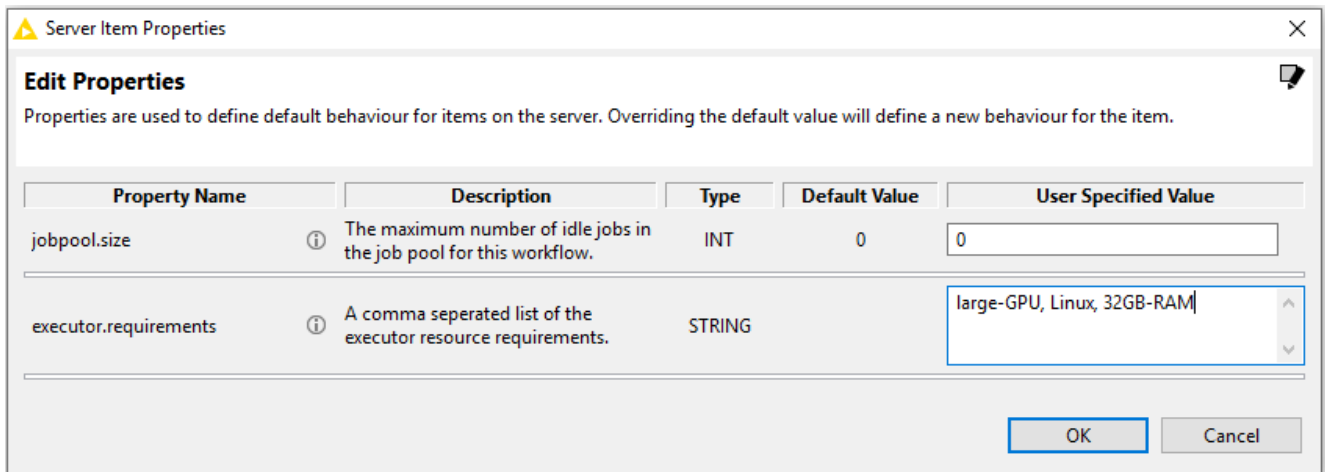 Server Item Properties
Edit Properties
Properties are used to define default behaviour for items on the server. Overriding the default value will define a new behaviour for the item.
Property Name Description Type Default Value User Specified Value
jobpool.size The maximum number of idle jobs in the job pool for this workflow. INT 0 0
executor.requirements A comma seperated list of the executor resource requirements. STRING large-GPU, Linux, 32GB-RAM
OK Cancel